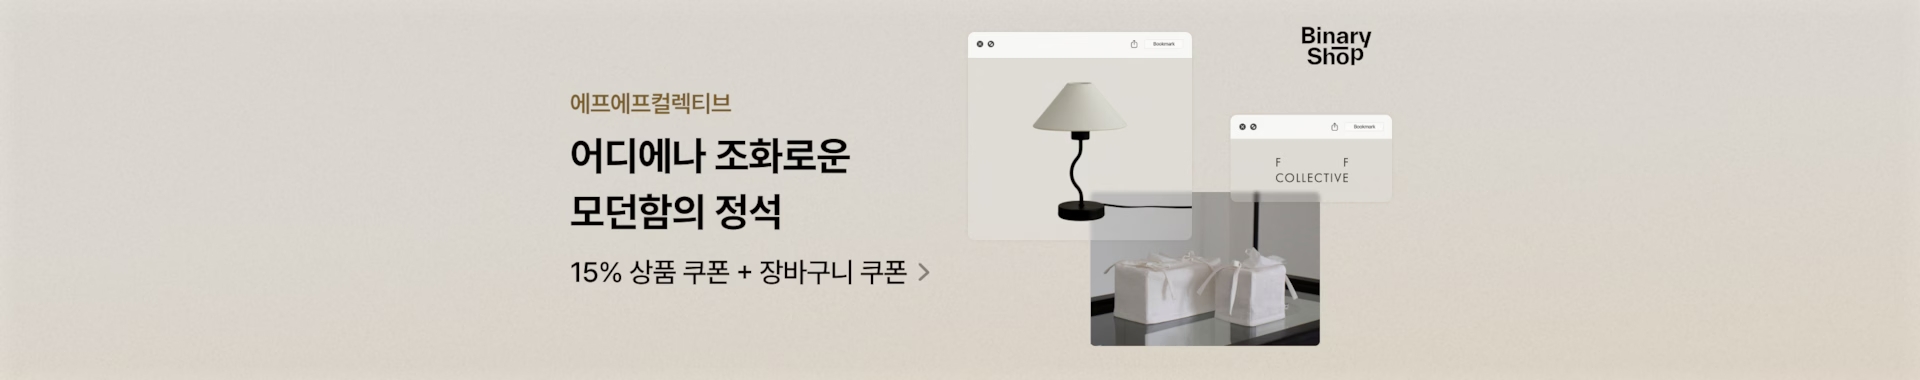 에프에프컬렉티브
어디에나 조화로운
모던함의 정석
15% 상품 쿠폰 + 장바구니 쿠폰 >
Bookmark
Binary
Shop
Bookmark
F F
COLLECTIVE